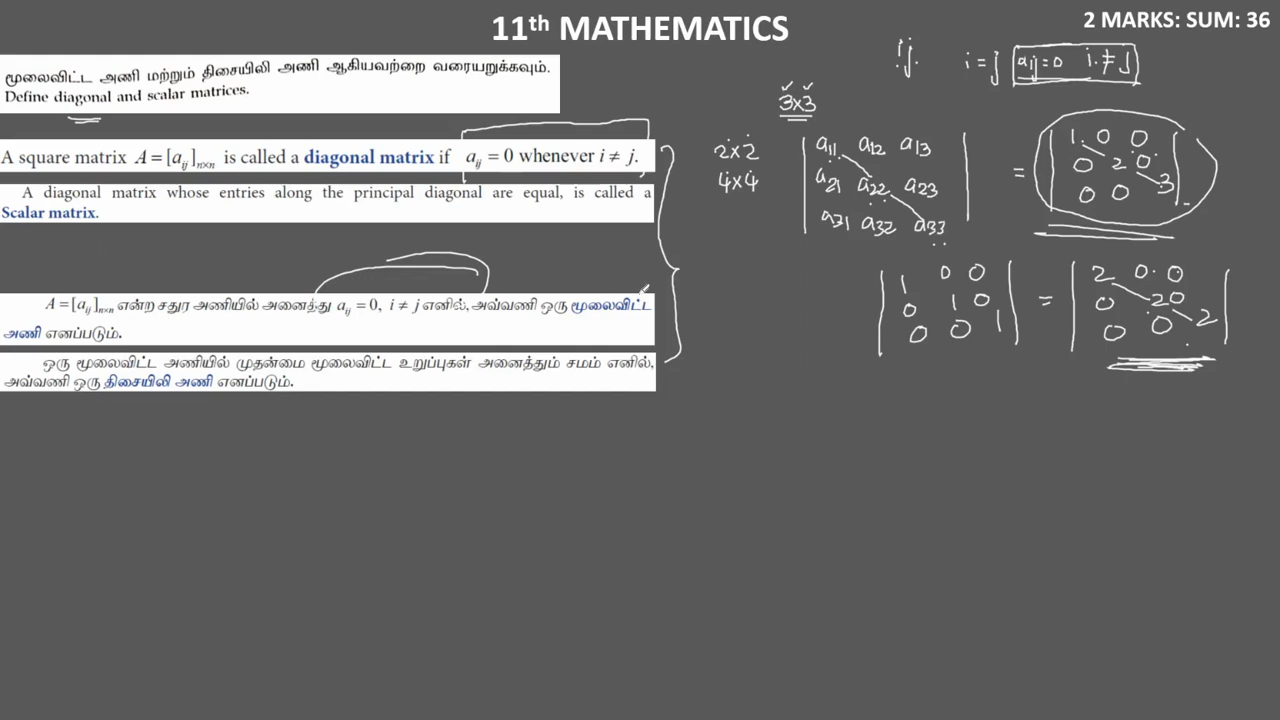 11th MATHEMATICS
2 MARKS: SUM: 36
மூலைவிட்ட அணி மற்றும் திசையிலி அணி ஆகியவற்றை வரையறுக்கவும்.
Define diagonal and scalar matrices.
A square matrix A = [aij]n×n is called a diagonal matrix if aij = 0 whenever i ≠ j.
A diagonal matrix whose entries along the principal diagonal are equal, is called a
Scalar matrix.
A = [aij]n×n என்ற சதுர அணியில் அனைத்து aij = 0, i ≠ j எனில், அவ்வணி ஒரு மூலைவிட்ட
அணி எனப்படும்.
ஒரு மூலைவிட்ட அணியில் முதன்மை மூலைவிட்ட உறுப்புகள் அனைத்தும் சமம் எனில்,
அவ்வணி ஒரு திசையிலி அணி எனப்படும்.
ij. i = j aij = 0 i ≠ j
3×3
2×2
4×4
a11 a12 a13
a21 a22 a23
a31 a32 a33
= 1 0 0
0 2 0
0 0 3
1 0 0
0 1 0
0 0 1
= 2 0 0
0 2 0
0 0 2